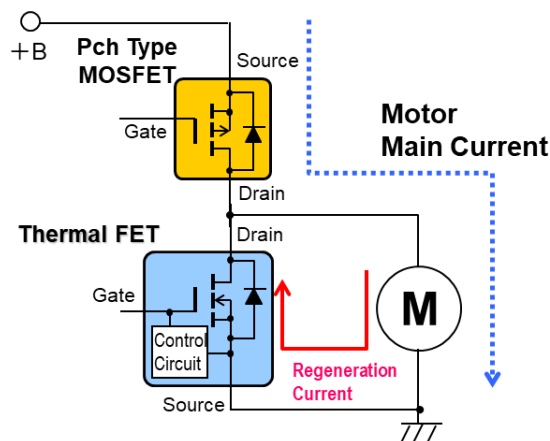 +B
Pch Type
MOSFET
Source
Gate
Drain
Motor
Main Current
Thermal FET
Drain
Gate
Control
Circuit
M
Regeneration
Current
Source